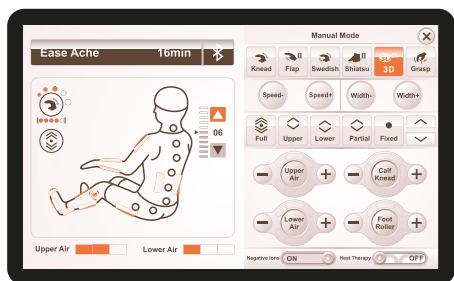 Ease Ache 16min
06
Upper Air Lower Air
Manual Mode
Knead Flap Swedish Shiatsu 3D Grasp
Speed- Speed+ Width- Width+
Full Upper Lower Partial Fixed
Upper
Air
Calf
Knead
Lower
Air
Foot
Roller
Negative Ions ON Heat Therapy OFF